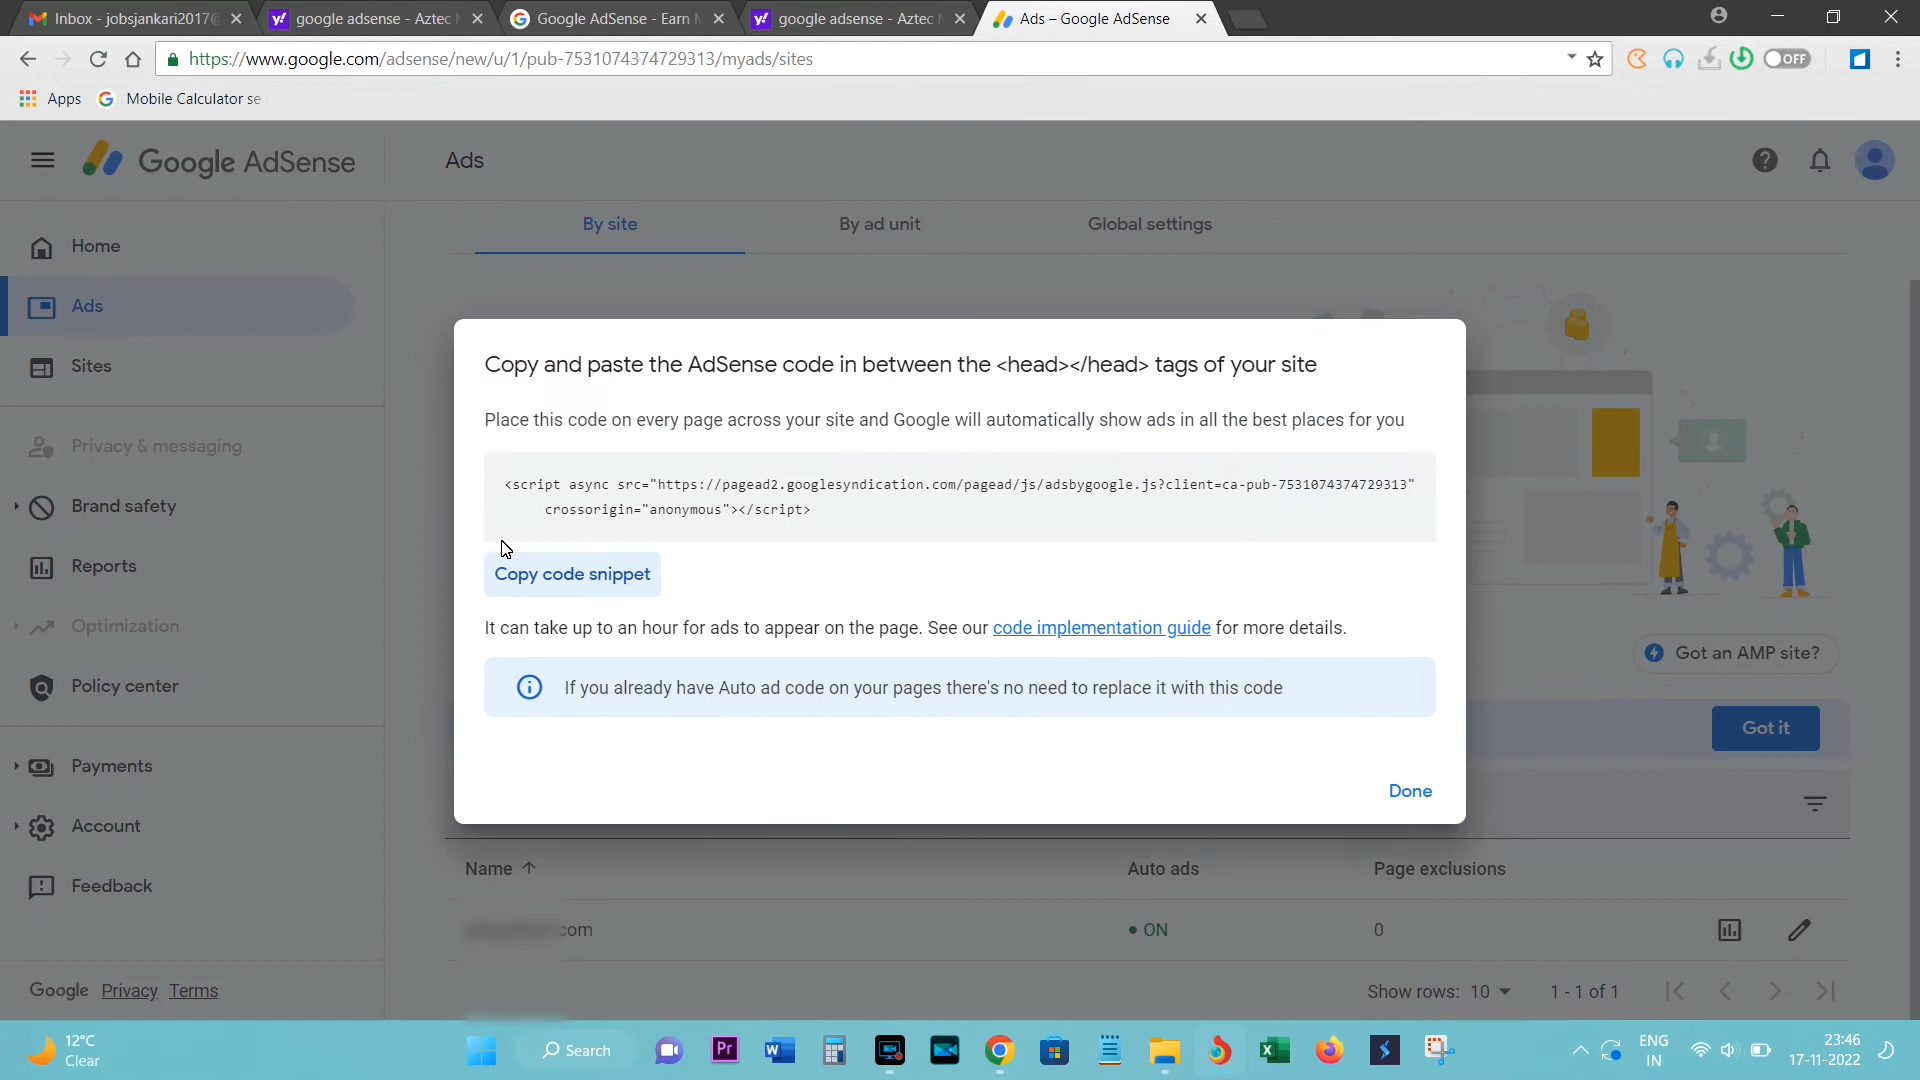 Inbox - jobsjankari2017@
google adsense - Aztec
Google AdSense - Earn
google adsense - Aztec
Ads – Google AdSense
https://www.google.com/adsense/new/u/1/pub-7531074374729313/myads/sites
OFF
Apps
Mobile Calculator se
Google AdSense
Ads
By site
By ad unit
Global settings
Home
Ads
Sites
Privacy & messaging
Brand safety
Reports
Optimization
Policy center
Payments
Account
Feedback
Google Privacy Terms
Copy and paste the AdSense code in between the <head></head> tags of your site
Place this code on every page across your site and Google will automatically show ads in all the best places for you
<script async src="https://pagead2.googlesyndication.com/pagead/js/adsbygoogle.js?client=ca-pub-7531074374729313"
crossorigin="anonymous"></script>
Copy code snippet
It can take up to an hour for ads to appear on the page. See our code implementation guide for more details.
If you already have Auto ad code on your pages there's no need to replace it with this code
Done
Got an AMP site?
Got it
Name
Auto ads
Page exclusions
com
ON
0
Show rows: 10
1 - 1 of 1
12°C
Clear
Search
Pr
ENG
IN
23:46
17-11-2022